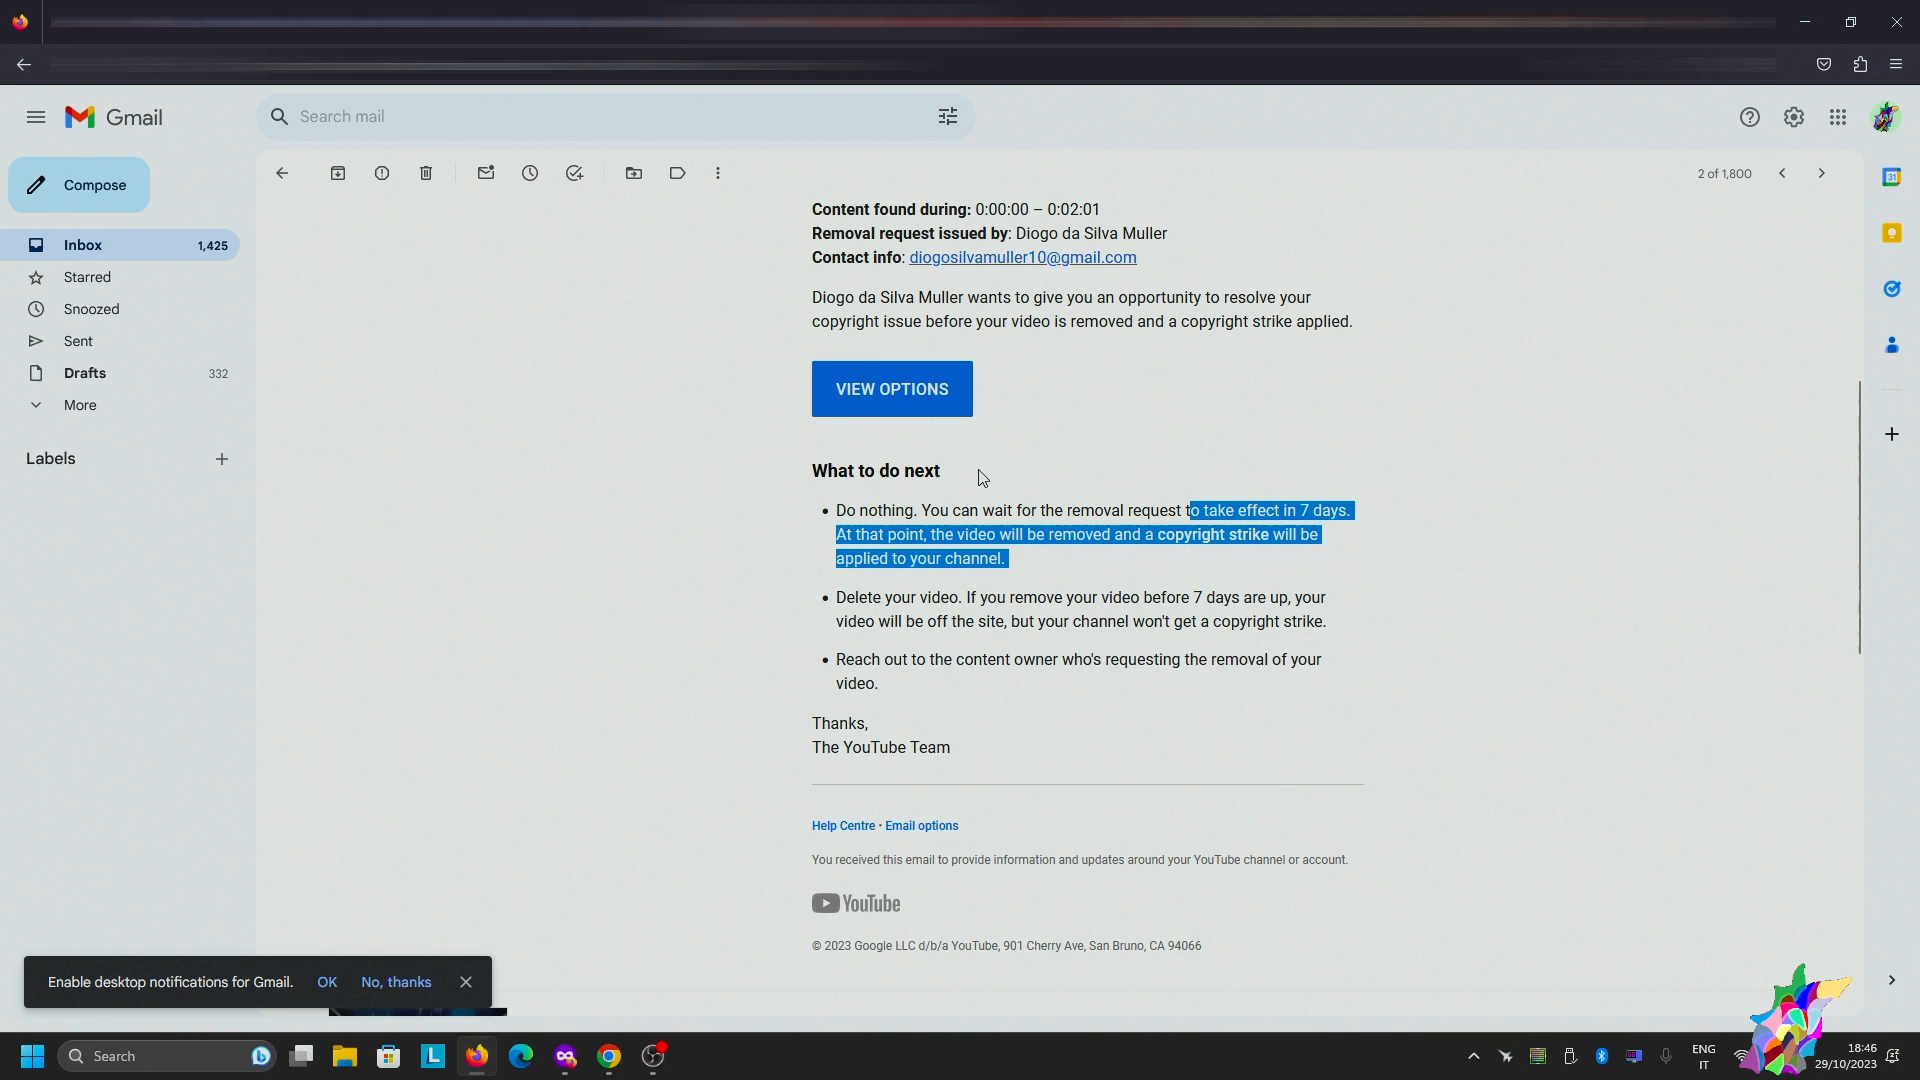 Gmail
Search mail
Compose
Inbox 1,425
Starred
Snoozed
Sent
Drafts 332
More
Labels
2 of 1,800
31
Content found during: 0:00:00 – 0:02:01
Removal request issued by: Diogo da Silva Muller
Contact info: diogosilvamuller10@gmail.com
Diogo da Silva Muller wants to give you an opportunity to resolve your
copyright issue before your video is removed and a copyright strike applied.
VIEW OPTIONS
What to do next
• Do nothing. You can wait for the removal request to take effect in 7 days.
At that point, the video will be removed and a copyright strike will be
applied to your channel.
• Delete your video. If you remove your video before 7 days are up, your
video will be off the site, but your channel won't get a copyright strike.
• Reach out to the content owner who's requesting the removal of your
video.
Thanks,
The YouTube Team
Help Centre • Email options
You received this email to provide information and updates around your YouTube channel or account.
YouTube
© 2023 Google LLC d/b/a YouTube, 901 Cherry Ave, San Bruno, CA 94066
Enable desktop notifications for Gmail. OK No, thanks
Search
L
ENG
IT
18:46
29/10/2023